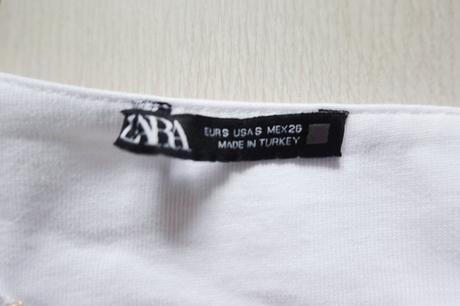 ZARA
EUR S USA S MEX 26
MADE IN TURKEY